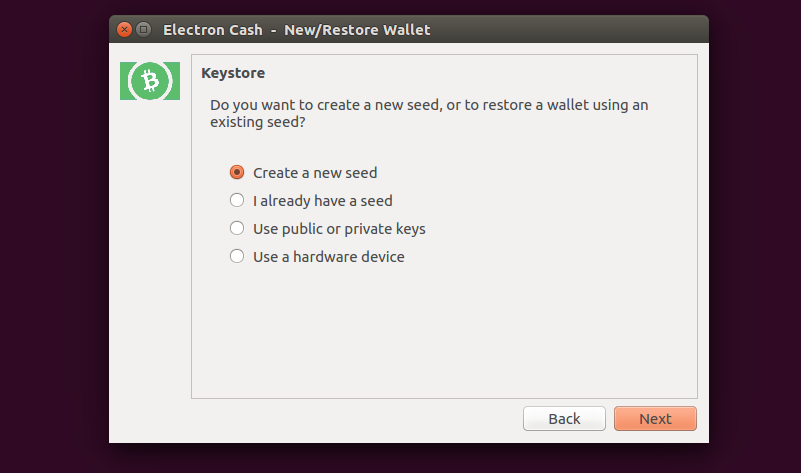 Electron Cash - New/Restore Wallet
Keystore
Do you want to create a new seed, or to restore a wallet using an
existing seed?
Create a new seed
I already have a seed
Use public or private keys
Use a hardware device
Back
Next